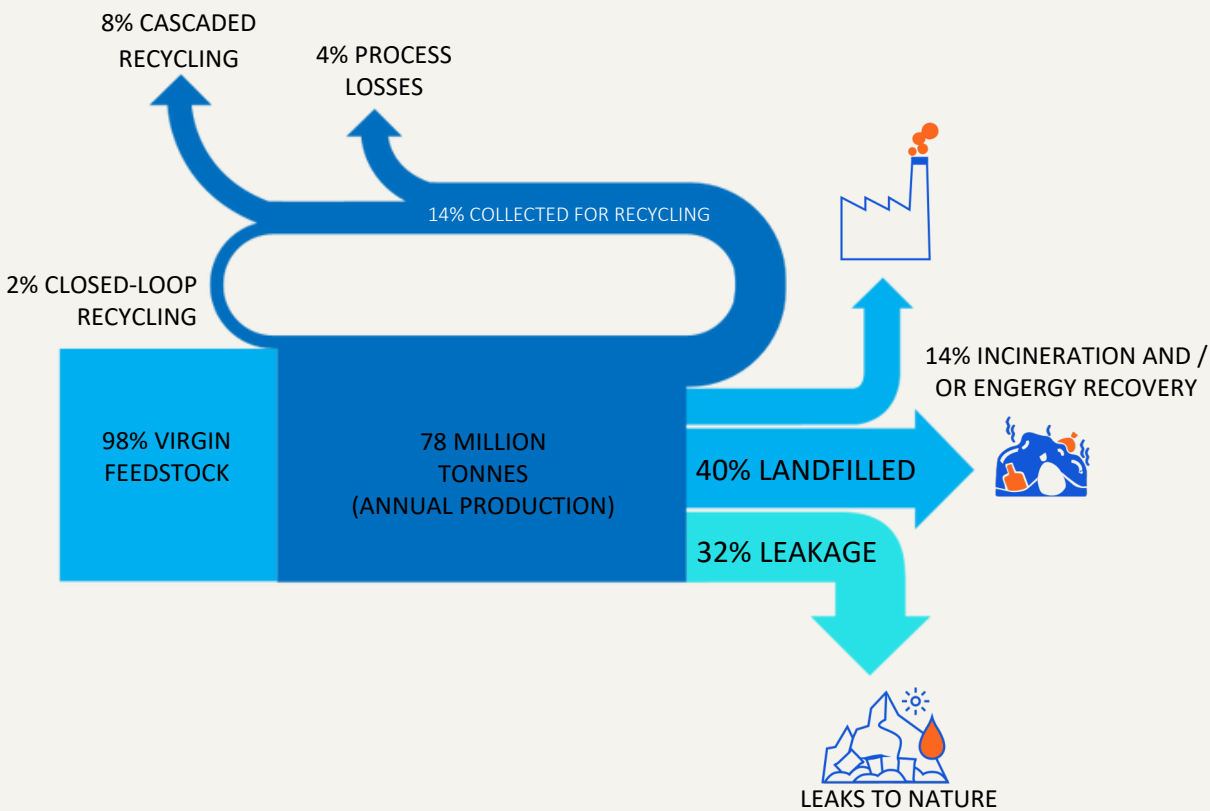 8% CASCADED
RECYCLING
4% PROCESS
LOSSES
14% COLLECTED FOR RECYCLING
2% CLOSED-LOOP
RECYCLING
14% INCINERATION AND /
OR ENGERGY RECOVERY
98% VIRGIN
FEEDSTOCK
78 MILLION
TONNES
(ANNUAL PRODUCTION)
40% LANDFILLED
32% LEAKAGE
LEAKS TO NATURE